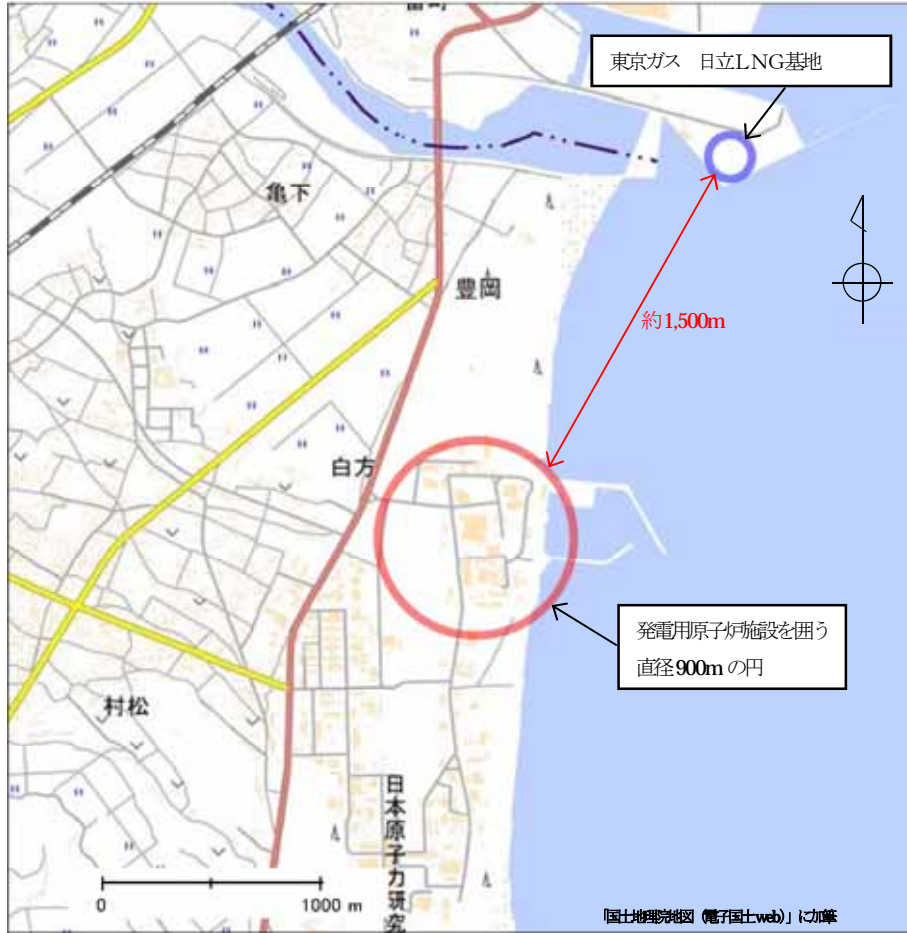 東京ガス 日立LNG基地
亀下
豊岡
約1,500m
白方
発電用原子炉施設を囲う
直径900mの円
村松
日本原子力研究
0 1000 m
「国土地理院地図（電子国土web）」に加筆